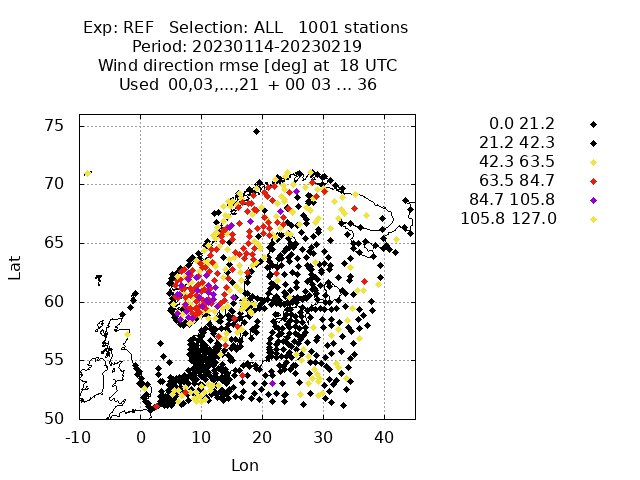 Exp: REF   Selection: ALL   1001 stations
Period: 20230114-20230219
Wind direction rmse [deg] at  18 UTC
Used  00,03,...,21  + 00 03 ... 36
75
70
65
60
55
50
-10 0 10 20 30 40
Lat
Lon
0.0 21.2
21.2 42.3
42.3 63.5
63.5 84.7
84.7 105.8
105.8 127.0